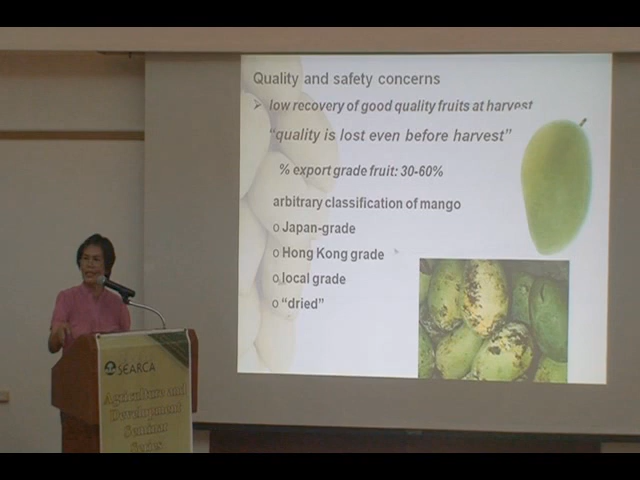 Quality and safety concerns
➢ low recovery of good quality fruits at harvest
"quality is lost even before harvest"
% export grade fruit: 30-60%
arbitrary classification of mango
o Japan-grade
o Hong Kong grade
o local grade
o "dried"
SEARCA
Agriculture and
Development
Seminar
Series